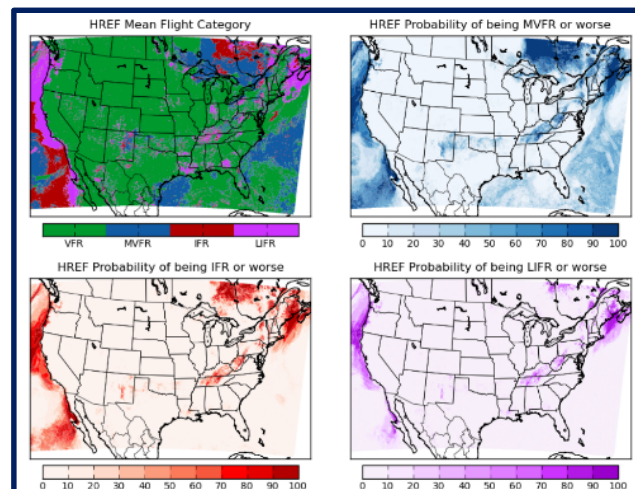 HREF Mean Flight Category
HREF Probability of being MVFR or worse
VFR MVFR IFR LIFR
0 10 20 30 40 50 60 70 80 90 100
HREF Probability of being IFR or worse
HREF Probability of being LIFR or worse
0 10 20 30 40 50 60 70 80 90 100
0 10 20 30 40 50 60 70 80 90 100